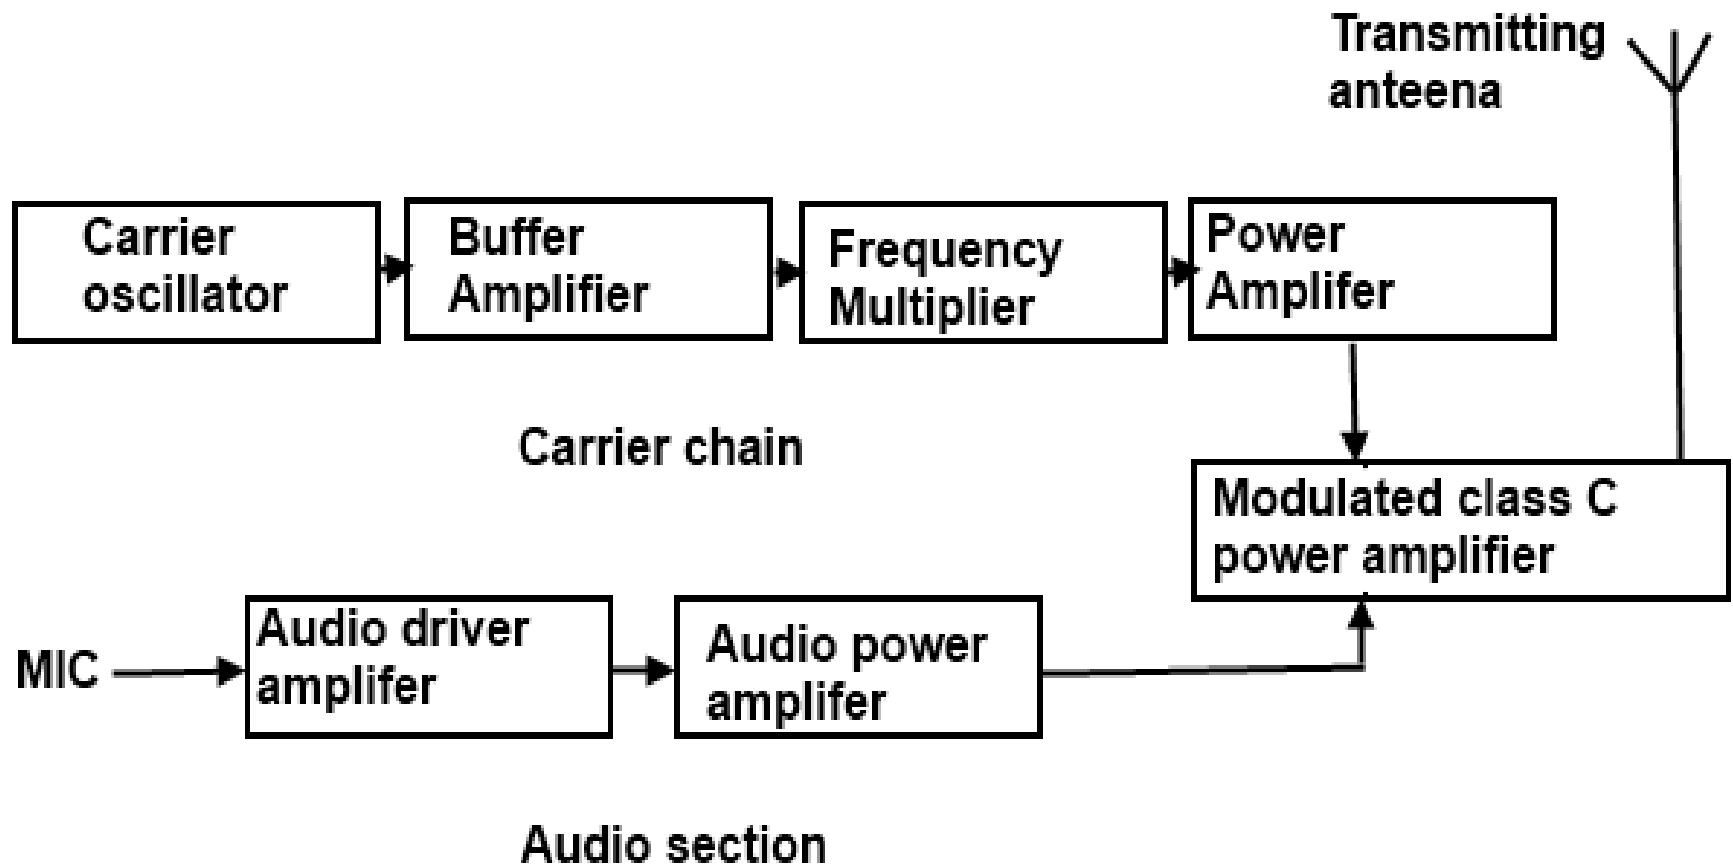 Transmitting
anteena
Carrier
oscillator
Buffer
Amplifier
Frequency
Multiplier
Power
Amplifer
Carrier chain
Modulated class C
power amplifier
MIC
Audio driver
amplifer
Audio power
amplifer
Audio section